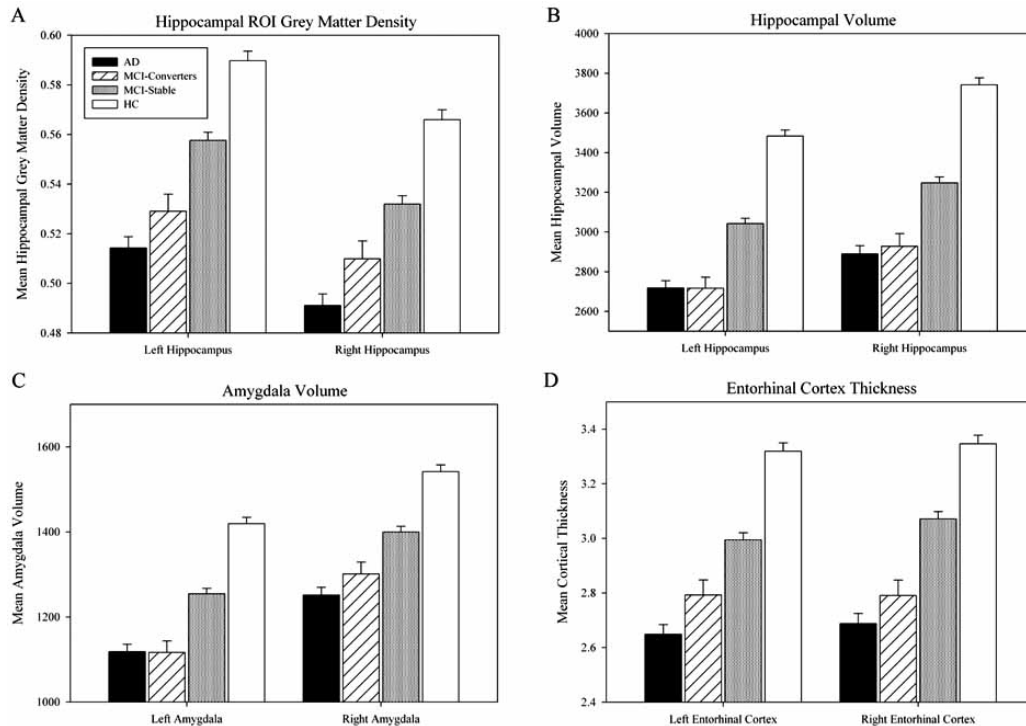 A
Hippocampal ROI Grey Matter Density
Mean Hippocampal Grey Matter Density
0.60
0.58
0.56
0.54
0.52
0.50
0.48
AD
MCI-Converters
MCI-Stable
HC
Left Hippocampus
Right Hippocampus
B
Hippocampal Volume
Mean Hippocampal Volume
4000
3800
3600
3400
3200
3000
2800
2600
Left Hippocampus
Right Hippocampus
C
Amygdala Volume
Mean Amygdala Volume
1600
1400
1200
1000
Left Amygdala
Right Amygdala
D
Entorhinal Cortex Thickness
Mean Cortical Thickness
3.4
3.2
3.0
2.8
2.6
2.4
Left Entorhinal Cortex
Right Entorhinal Cortex